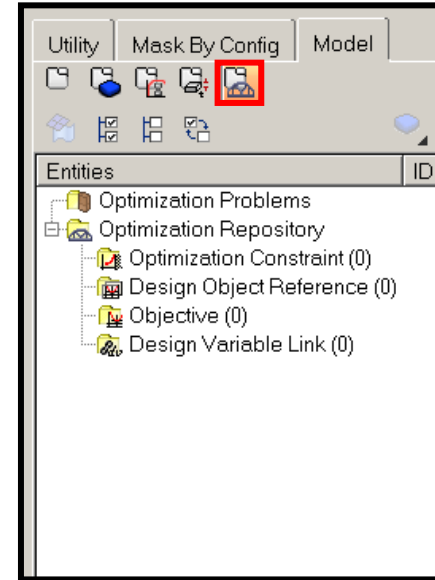 Utility Mask By Config Model
Entities ID
Optimization Problems
Optimization Repository
Optimization Constraint (0)
Design Object Reference (0)
Objective (0)
Design Variable Link (0)